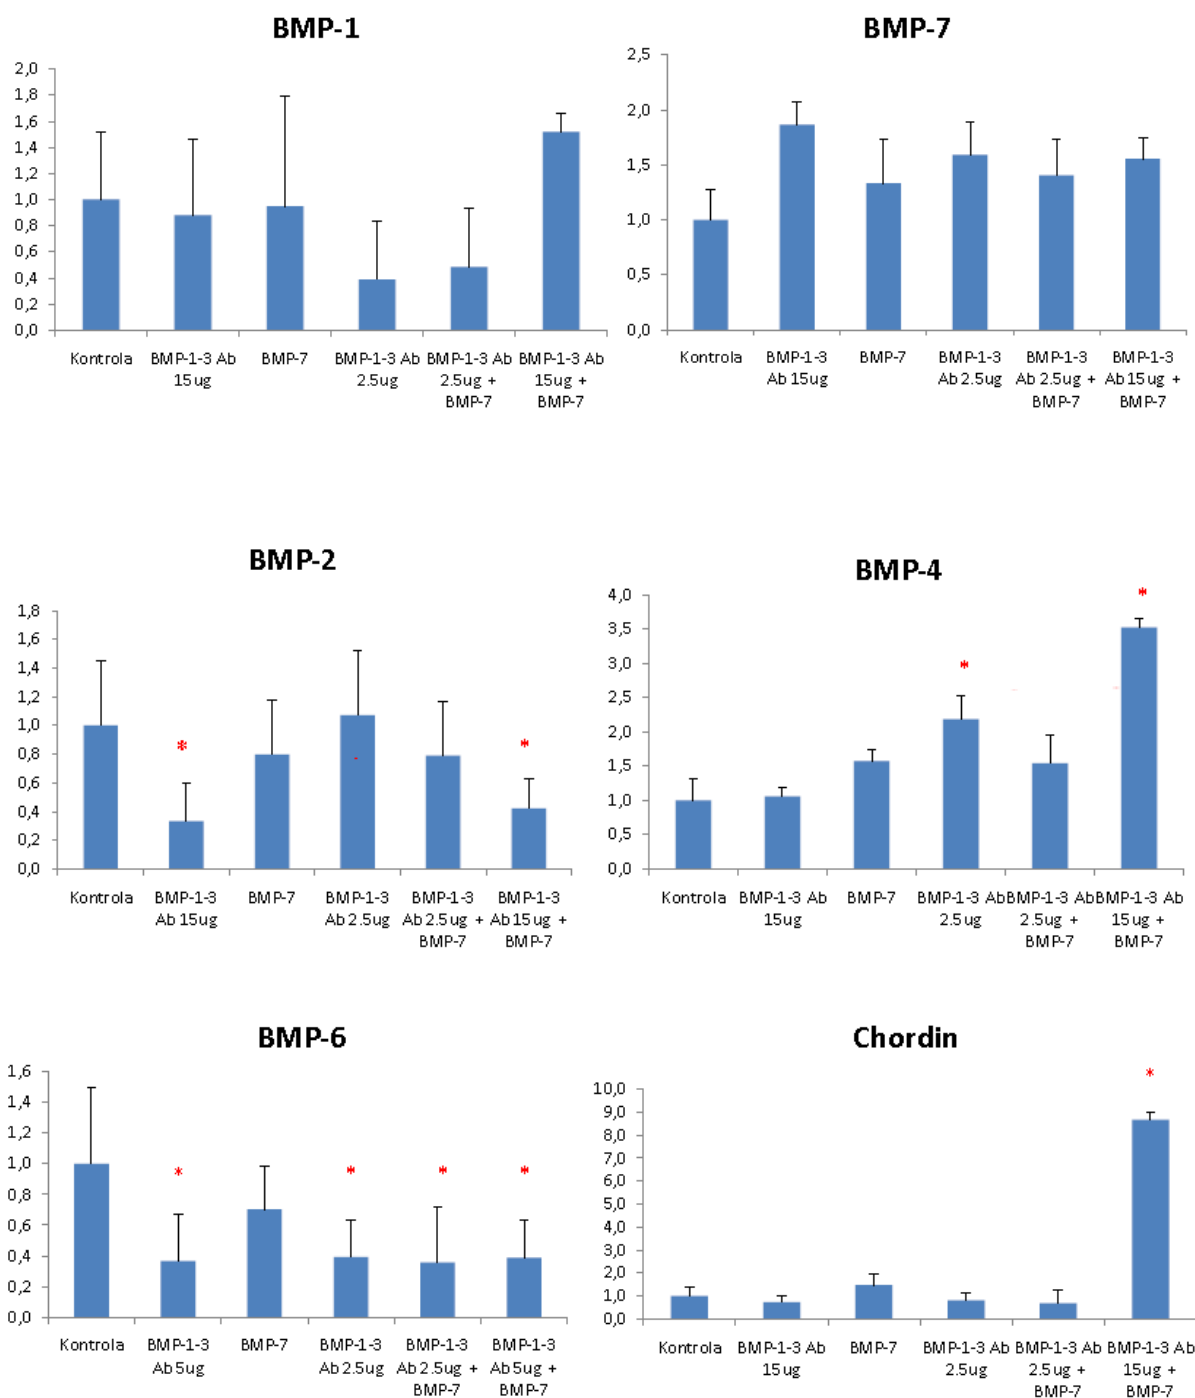 BMP-1
2,0
1,8
1,6
1,4
1,2
1,0
0,8
0,6
0,4
0,2
0,0
Kontrola BMP-1-3 Ab BMP-7 BMP-1-3 Ab BMP-1-3 Ab BMP-1-3 Ab
15ug 2.5ug 2.5ug + 15ug +
BMP-7 BMP-7
BMP-7
2,5
2,0
1,5
1,0
0,5
0,0
Kontrola BMP-1-3 BMP-7 BMP-1-3 BMP-1-3 BMP-1-3
Ab 15ug Ab 2.5ug Ab 2.5ug + Ab 15ug +
BMP-7 BMP-7
BMP-2
1,8
1,6
1,4
1,2
1,0
0,8
0,6
0,4
0,2
0,0
* *
Kontrola BMP-1-3 BMP-7 BMP-1-3 BMP-1-3 BMP-1-3
Ab 15ug Ab 2.5ug Ab 2.5ug + Ab 15ug +
BMP-7 BMP-7
BMP-4
4,0
3,5
3,0
2,5
2,0
1,5
1,0
0,5
0,0
* *
Kontrola BMP-1-3 Ab BMP-7 BMP-1-3 Ab BMP-1-3 Ab BMP-1-3 Ab
15ug 2.5ug 2.5ug + 15ug +
BMP-7 BMP-7
BMP-6
1,6
1,4
1,2
1,0
0,8
0,6
0,4
0,2
0,0
* * * *
Kontrola BMP-1-3 BMP-7 BMP-1-3 BMP-1-3 BMP-1-3
Ab 5ug Ab 2.5ug Ab 2.5ug + Ab 5ug +
BMP-7 BMP-7
Chordin
10,0
9,0
8,0
7,0
6,0
5,0
4,0
3,0
2,0
1,0
0,0
*
Kontrola BMP-1-3 Ab BMP-7 BMP-1-3 Ab BMP-1-3 Ab BMP-1-3 Ab
15ug 2.5ug 2.5ug + 15ug +
BMP-7 BMP-7